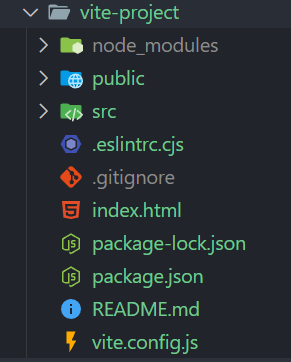 vite-project
node_modules
public
src
.eslintrc.cjs
.gitignore
index.html
package-lock.json
package.json
README.md
vite.config.js